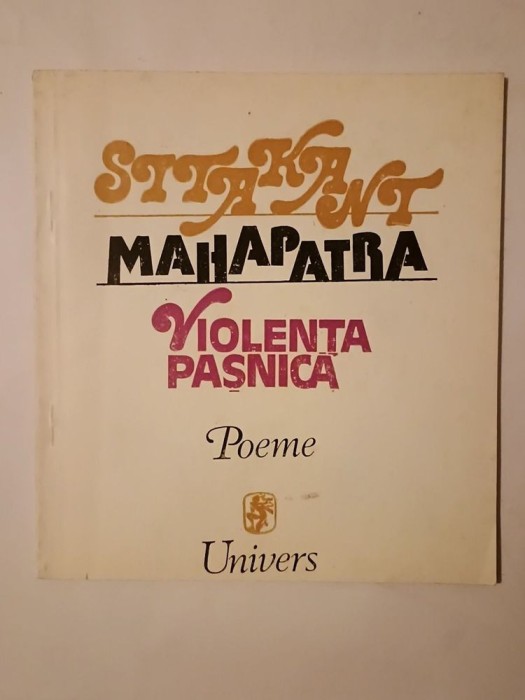 SITAKANT
MAHAPATRA
VIOLENȚA
PAȘNICĂ
Poeme
Univers